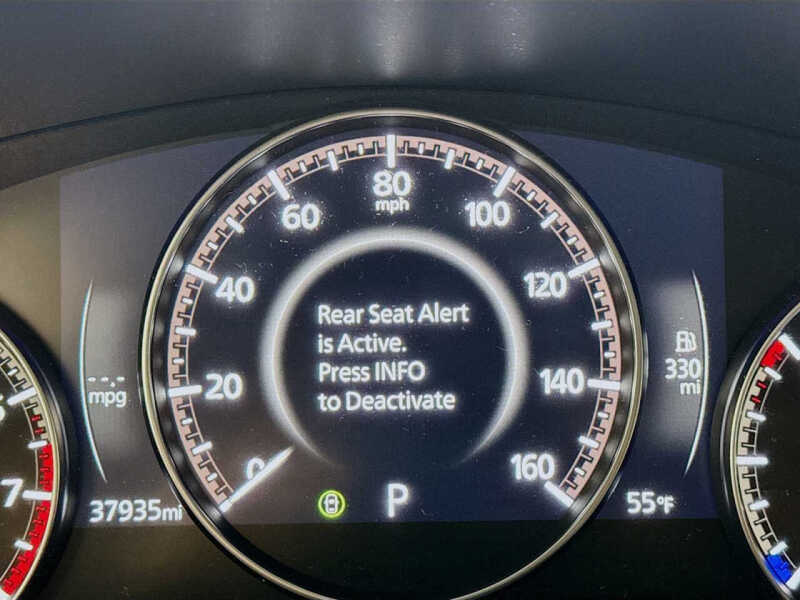 80
mph
60
100
40
120
Rear Seat Alert
is Active.
Press INFO
to Deactivate
330
mi
--.-
mpg
20
140
0
160
7
37935mi
P
55°F